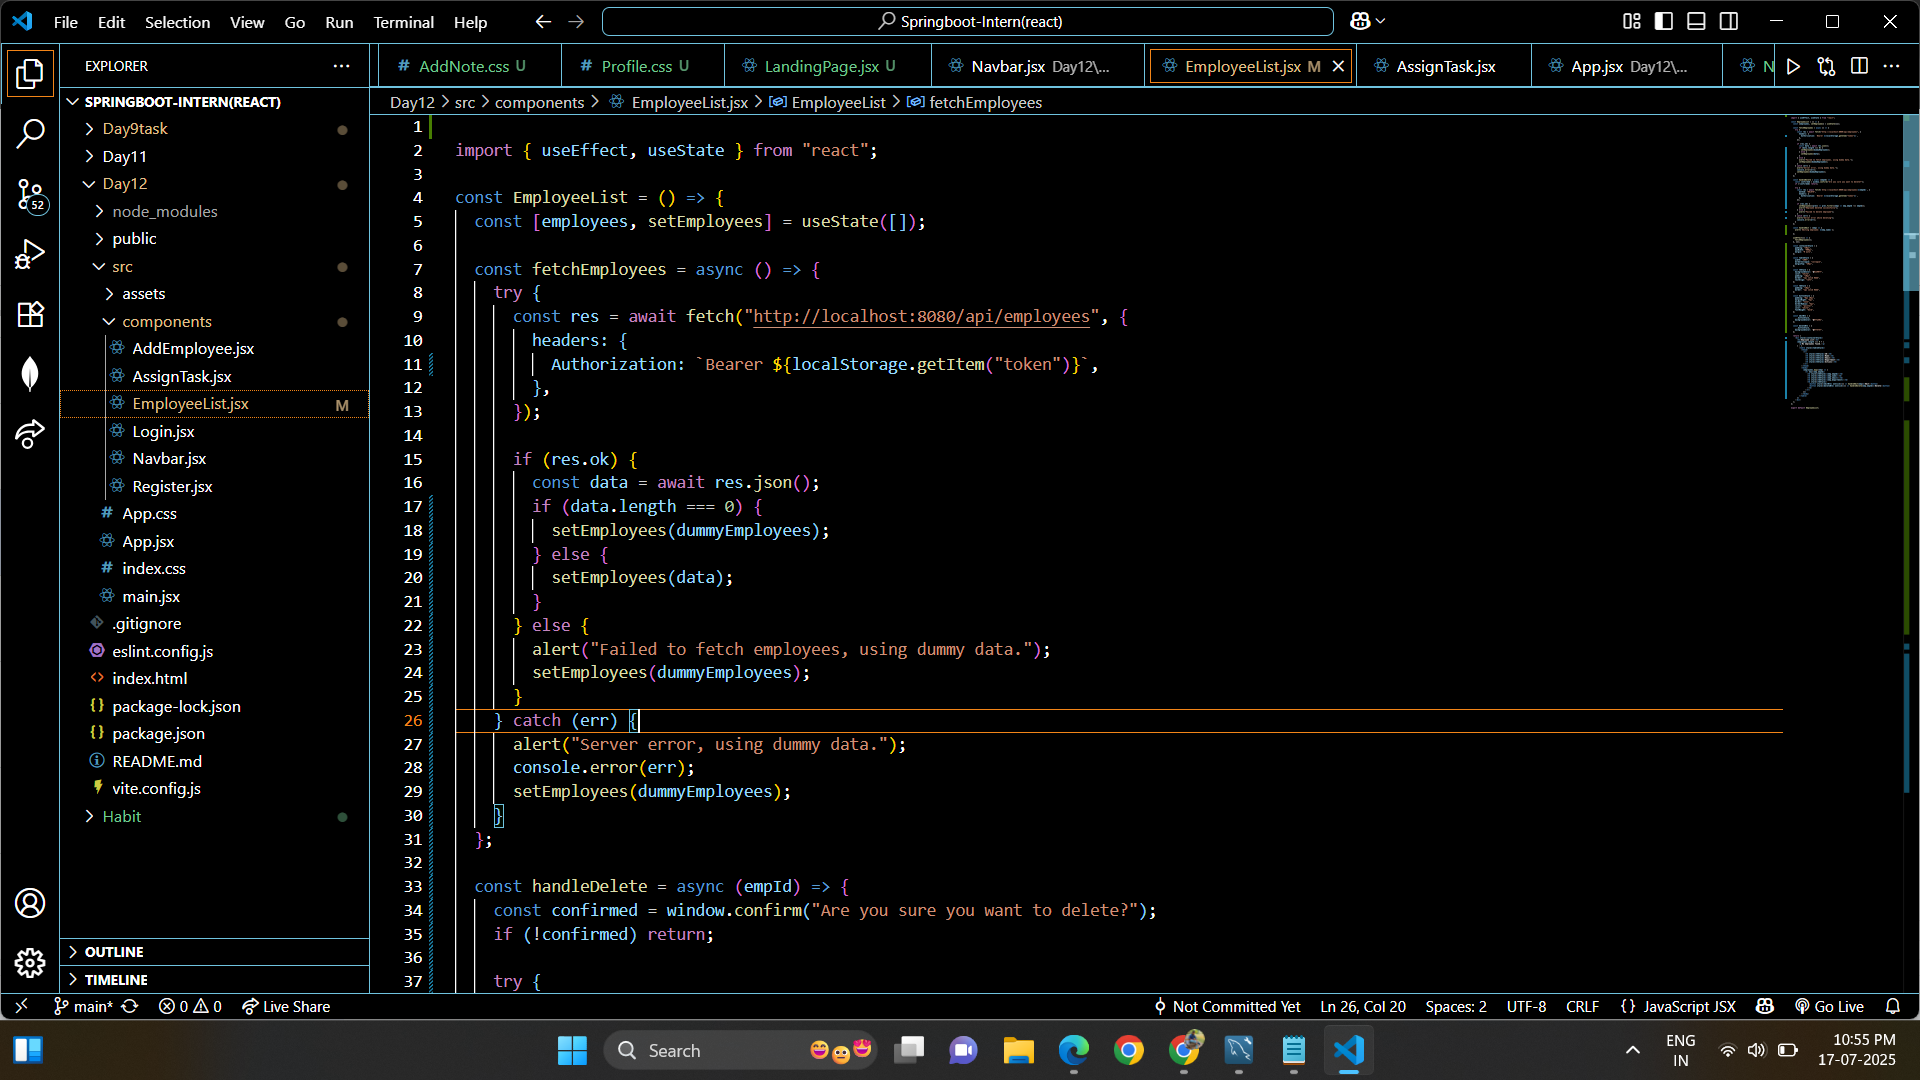 File Edit Selection View Go Run Terminal Help
Springboot-Intern(react)
EXPLORER
# AddNote.css U
# Profile.css U
LandingPage.jsx U
Navbar.jsx Day12\...
EmployeeList.jsx M
AssignTask.jsx
App.jsx Day12\...
N
SPRINGBOOT-INTERN(REACT)
Day9task
Day11
Day12
node_modules
public
src
assets
components
AddEmployee.jsx
AssignTask.jsx
EmployeeList.jsx M
Login.jsx
Navbar.jsx
Register.jsx
# App.css
App.jsx
# index.css
main.jsx
.gitignore
eslint.config.js
<> index.html
{} package-lock.json
{} package.json
README.md
vite.config.js
Habit
OUTLINE
TIMELINE
52
Day12 > src > components > EmployeeList.jsx > EmployeeList > fetchEmployees
1
2 import { useEffect, useState } from "react";
3
4 const EmployeeList = () => {
5 const [employees, setEmployees] = useState([]);
6
7 const fetchEmployees = async () => {
8 try {
9 const res = await fetch("http://localhost:8080/api/employees", {
10 headers: {
11 Authorization: `Bearer ${localStorage.getItem("token")}`,
12 },
13 });
14
15 if (res.ok) {
16 const data = await res.json();
17 if (data.length === 0) {
18 setEmployees(dummyEmployees);
19 } else {
20 setEmployees(data);
21 }
22 } else {
23 alert("Failed to fetch employees, using dummy data.");
24 setEmployees(dummyEmployees);
25 }
26 } catch (err) {
27 alert("Server error, using dummy data.");
28 console.error(err);
29 setEmployees(dummyEmployees);
30 }
31 };
32
33 const handleDelete = async (empId) => {
34 const confirmed = window.confirm("Are you sure you want to delete?");
35 if (!confirmed) return;
36
37 try {
main* 0 0 Live Share
Not Committed Yet Ln 26, Col 20 Spaces: 2 UTF-8 CRLF {} JavaScript JSX Go Live
Search
ENG
IN
10:55 PM
17-07-2025